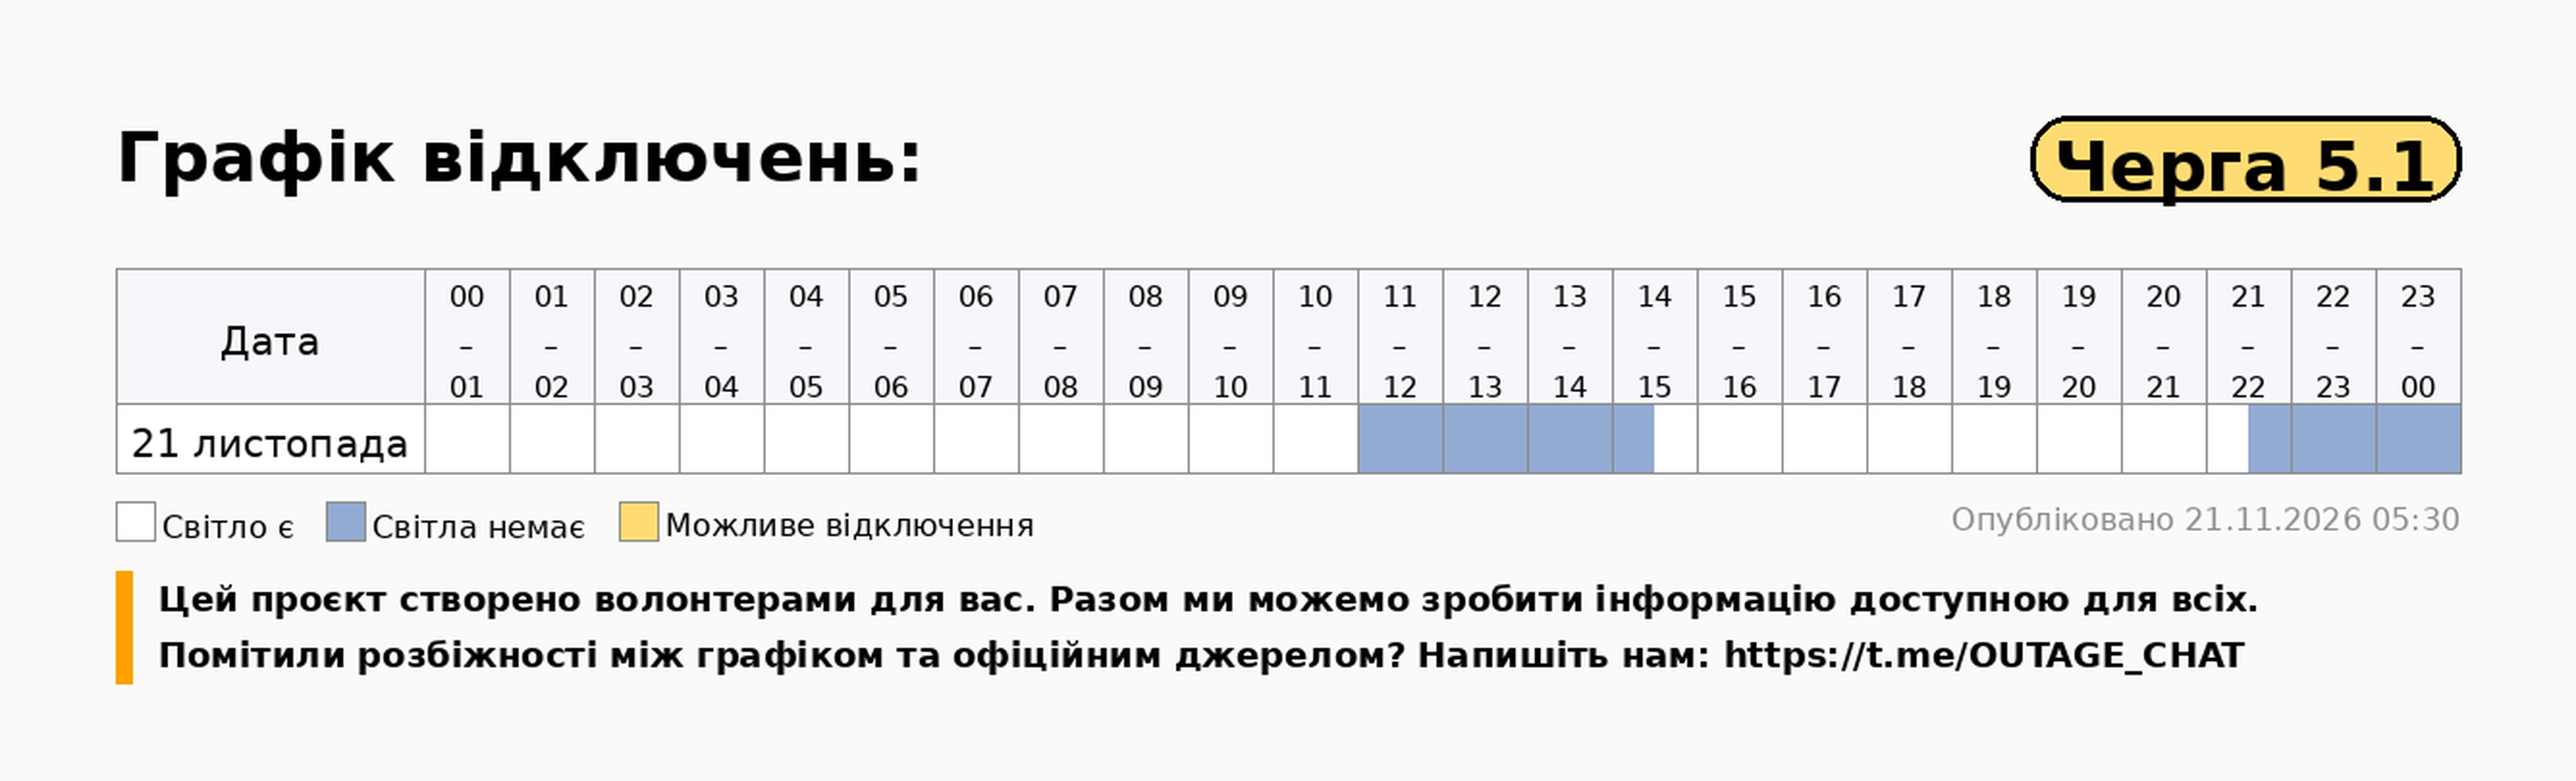 Графік відключень:
Черга 5.1
Дата
00 – 01
01 – 02
02 – 03
03 – 04
04 – 05
05 – 06
06 – 07
07 – 08
08 – 09
09 – 10
10 – 11
11 – 12
12 – 13
13 – 14
14 – 15
15 – 16
16 – 17
17 – 18
18 – 19
19 – 20
20 – 21
21 – 22
22 – 23
23 – 00
21 листопада
Світло є
Світла немає
Можливе відключення
Опубліковано 21.11.2026 05:30
Цей проєкт створено волонтерами для вас. Разом ми можемо зробити інформацію доступною для всіх.
Помітили розбіжності між графіком та офіційним джерелом? Напишіть нам: https://t.me/OUTAGE_CHAT